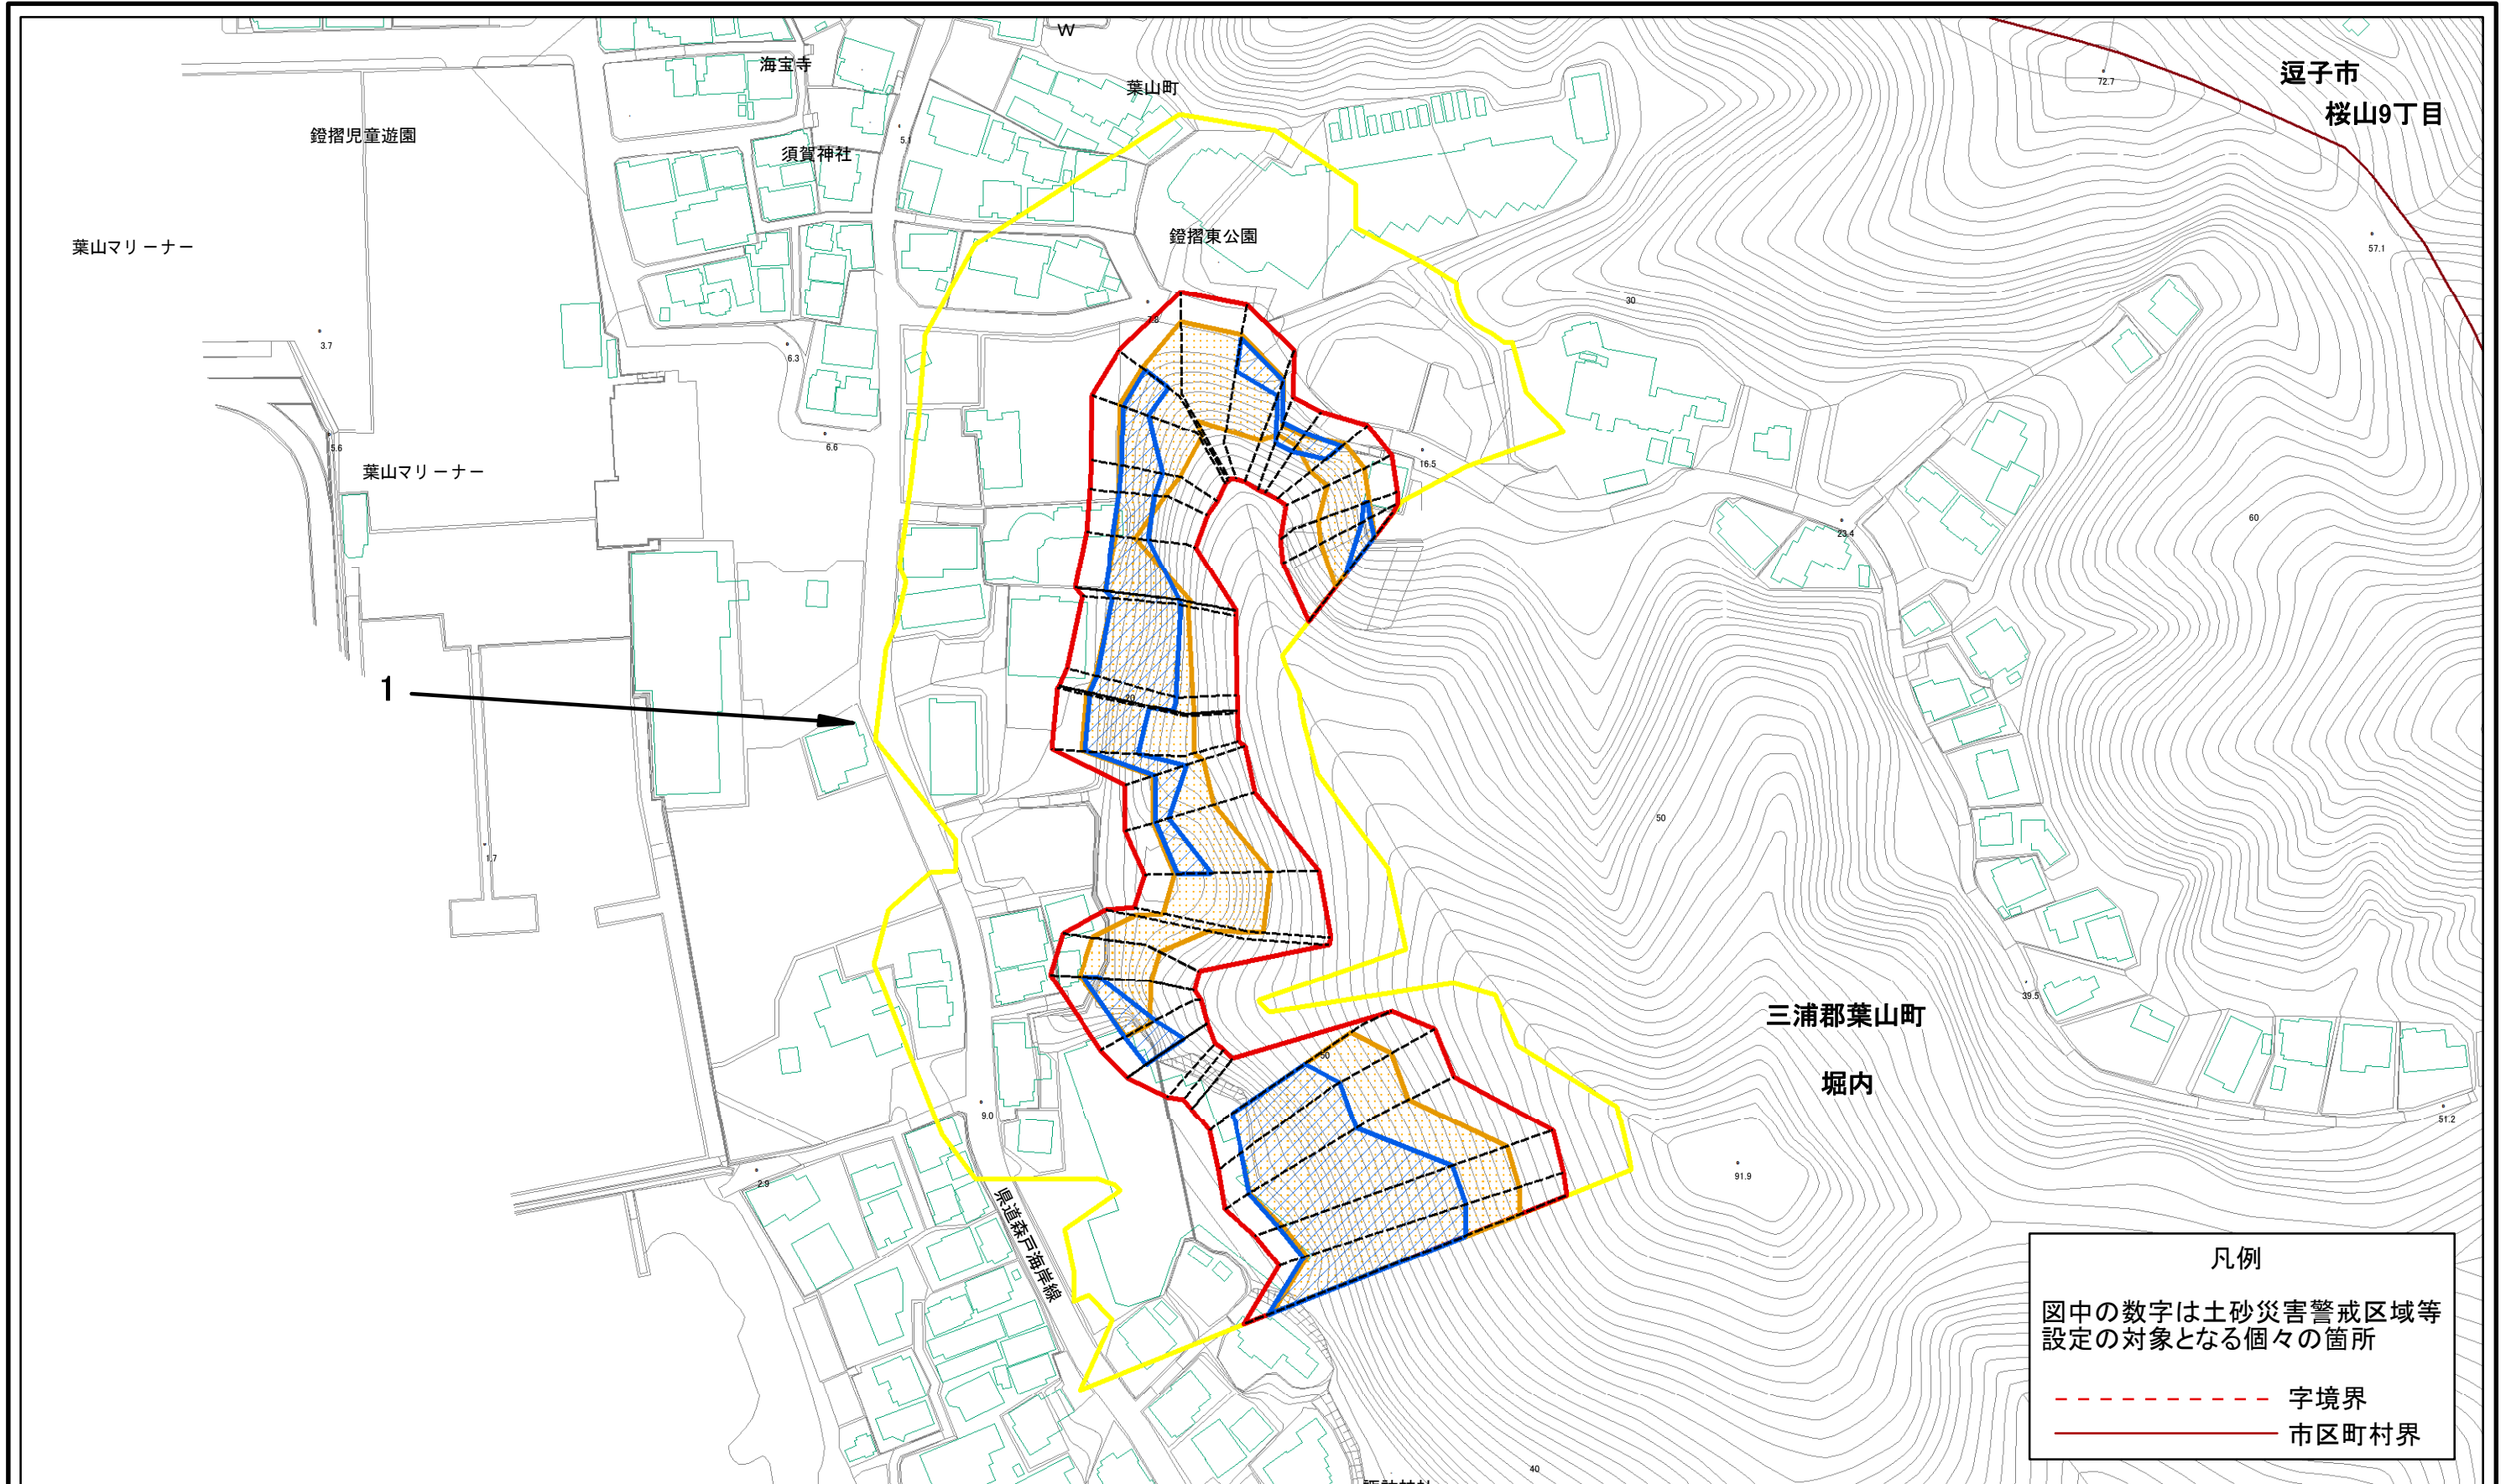 W
海宝寺
葉山町
逗子市
72.7
桜山9丁目
鐙摺児童遊園
5.1
須賀神社
葉山マリーナー
鐙摺東公園
57.1
30
7.8
3.7
6.3
5.6
6.6
16.5
葉山マリーナー
60
23.4
1
20
50
1.7
39.5
三浦郡葉山町
50
堀内
9.0
51.2
91.9
2.9
県道森戸海岸線
凡例
図中の数字は土砂災害警戒区域等
設定の対象となる個々の箇所
字境界
市区町村界
40